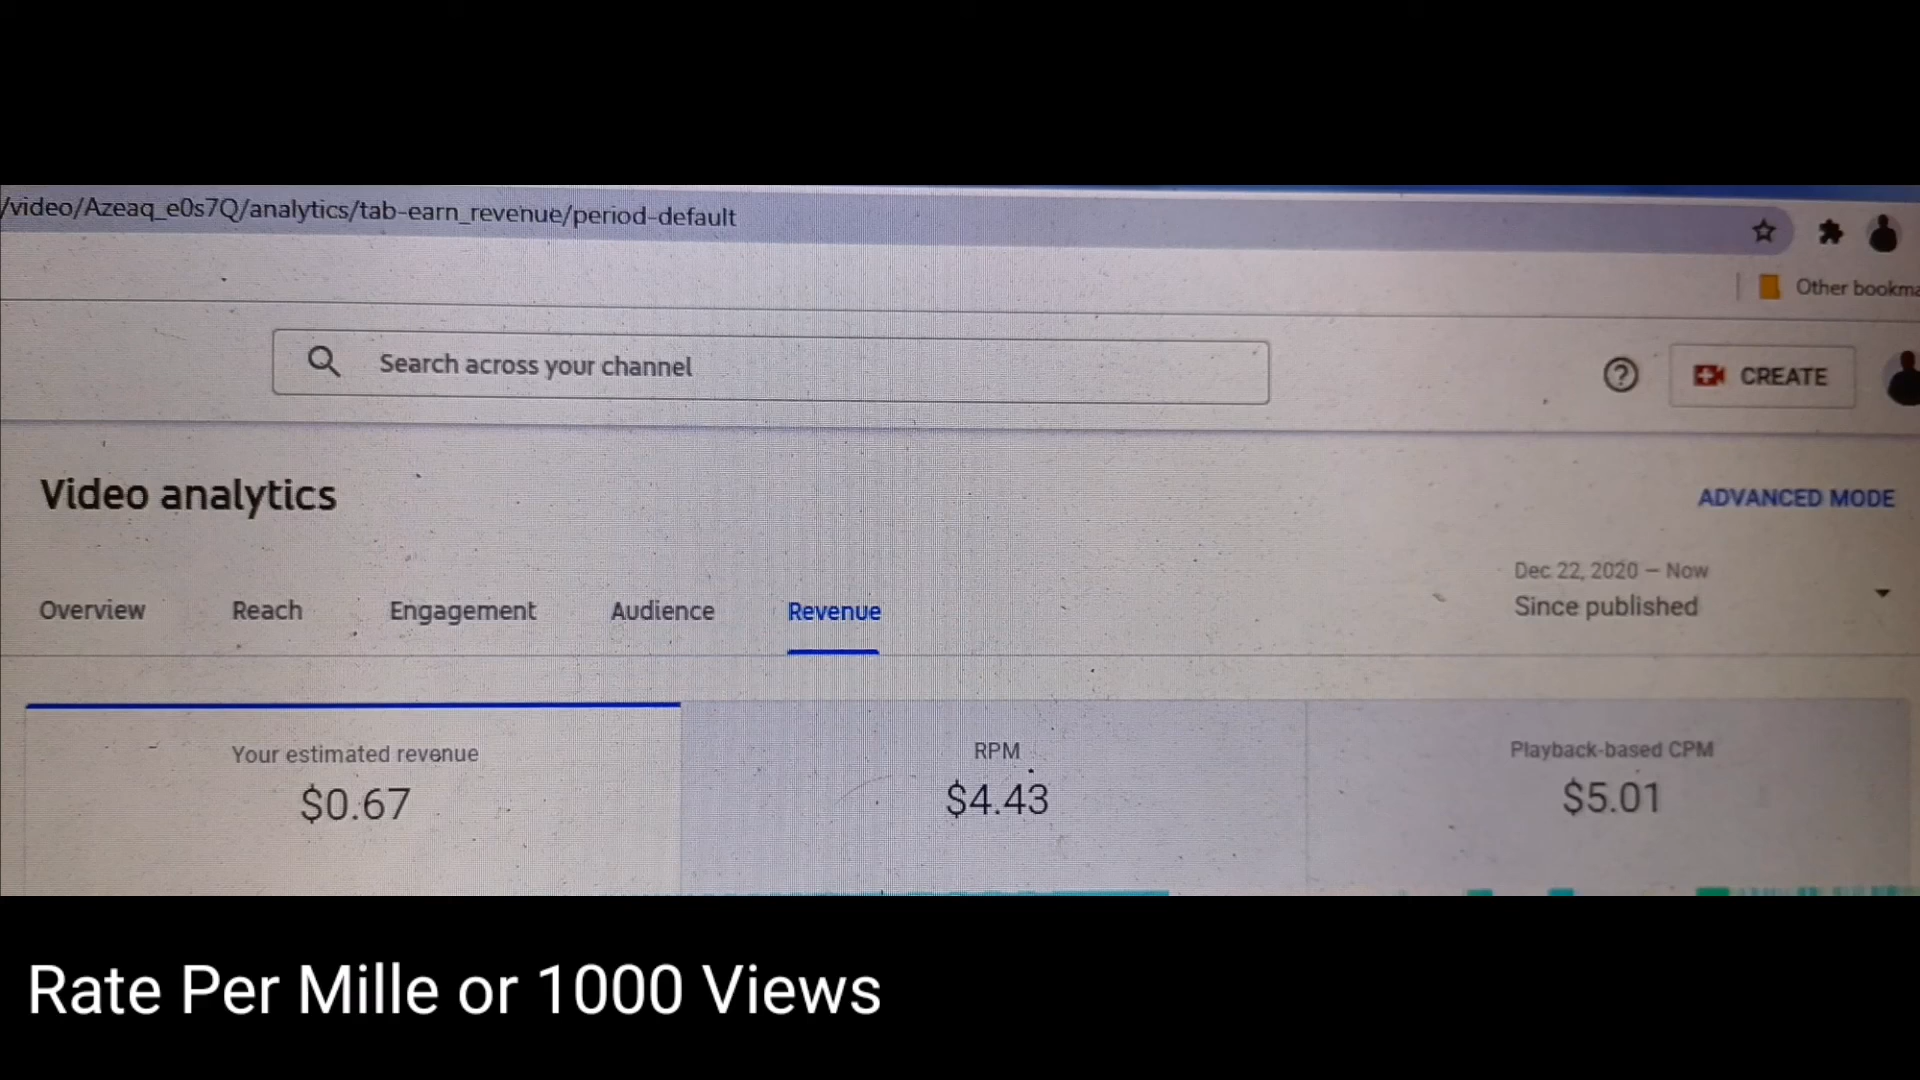 /video/Azeaq_e0s7Q/analytics/tab-earn_revenue/period-default
Other bookma
Search across your channel
CREATE
Video analytics
ADVANCED MODE
Dec 22, 2020 – Now
Since published
Overview Reach Engagement Audience Revenue
Your estimated revenue
$0.67
RPM
$4.43
Playback-based CPM
$5.01
Rate Per Mille or 1000 Views